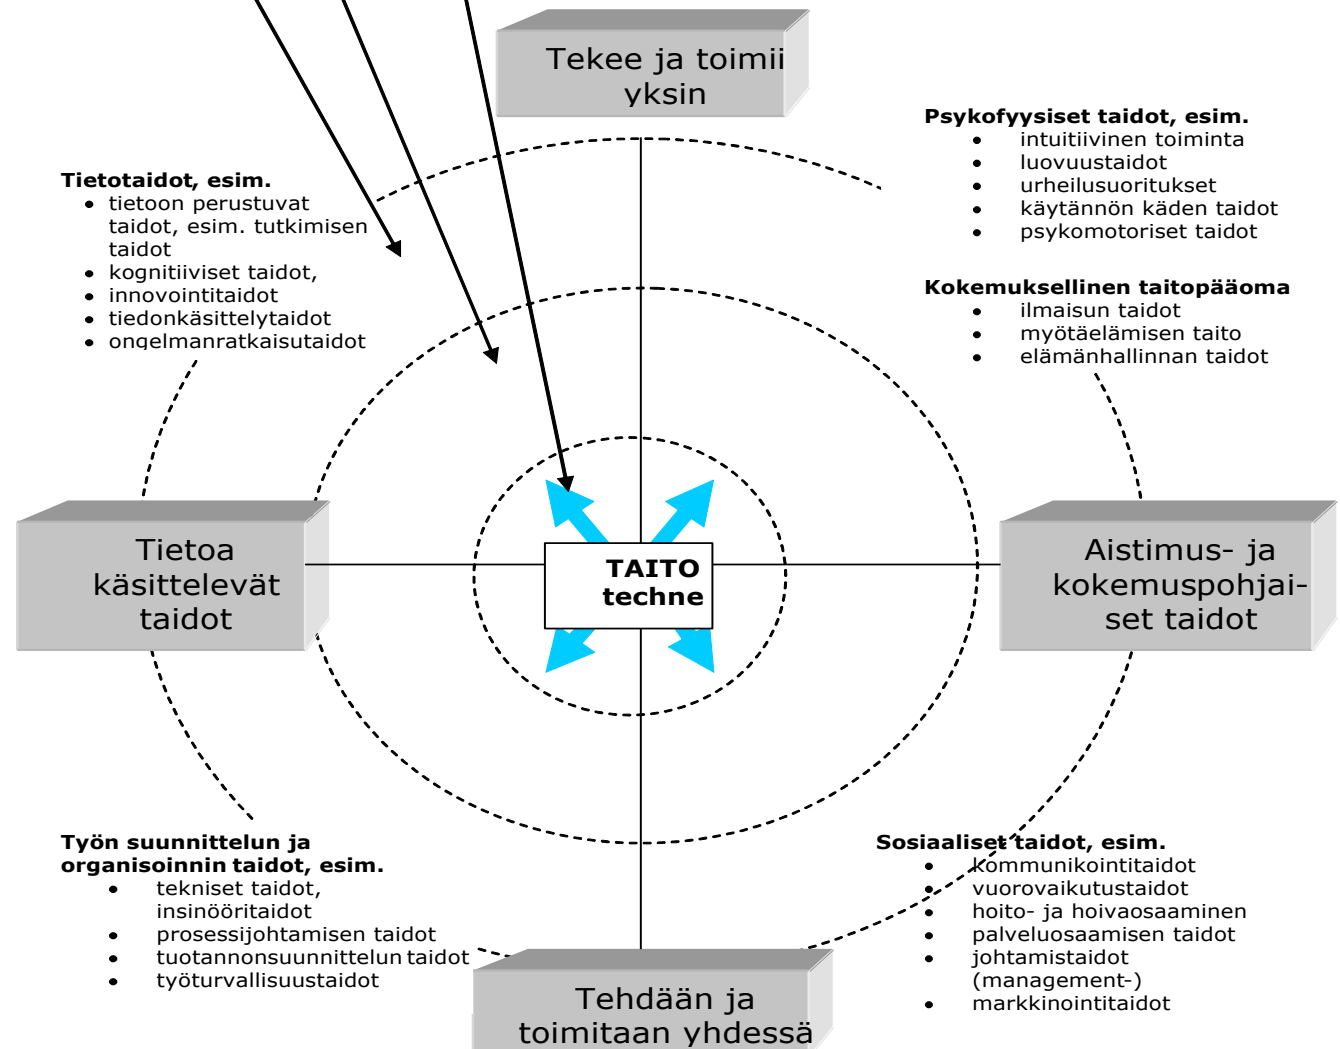 Tekee ja toimii
yksin
Tietotaidot, esim.
• tietoon perustuvat
taidot, esim. tutkimisen
taidot
• kognitiiviset taidot,
• innovointitaidot
• tiedonkäsittelytaidot
• ongelmanratkaisutaidot
Psykofyysiset taidot, esim.
• intuitiivinen toiminta
• luovuustaidot
• urheilusuoritukset
• käytännön käden taidot
• psykomotoriset taidot
Kokemuksellinen taitopääoma
• ilmaisun taidot
• myötäelämisen taito
• elämänhallinnan taidot
Tietoa
käsittelevät
taidot
TAITO
techne
Aistimus- ja
kokemuspohjai-
set taidot
Työn suunnittelun ja
organisoinnin taidot, esim.
• tekniset taidot,
insinööritaidot
• prosessijohtamisen taidot
• tuotannonsuunnittelun taidot
• työturvallisuustaidot
Sosiaaliset taidot, esim.
• kommunikointitaidot
• vuorovaikutustaidot
• hoito- ja hoivaosaaminen
• palveluosaamisen taidot
• johtamistaidot
(management-)
• markkinointitaidot
Tehdään ja
toimitaan yhdessä